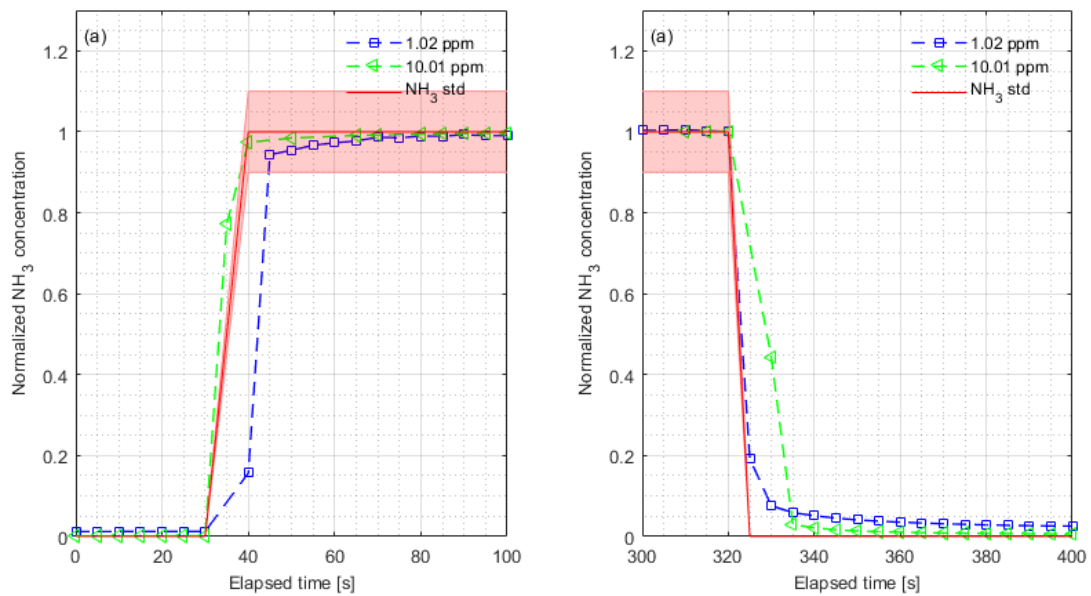 (a)
1.02 ppm
10.01 ppm
NH3 std
1.2
1
0.8
0.6
0.4
0.2
0
Normalized NH3 concentration
0 20 40 60 80 100
Elapsed time [s]
(a)
1.02 ppm
10.01 ppm
NH3 std
1.2
1
0.8
0.6
0.4
0.2
0
Normalized NH3 concentration
300 320 340 360 380 400
Elapsed time [s]